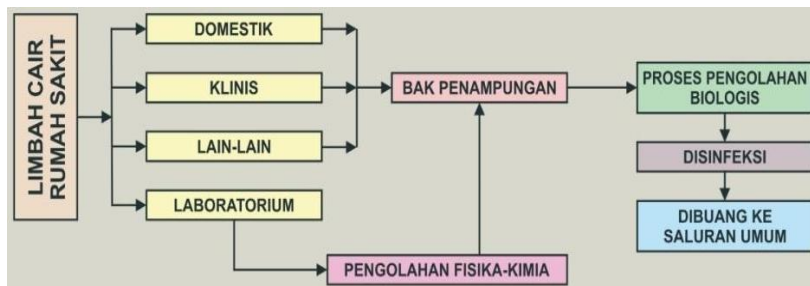 LIMBAH CAIR
RUMAH SAKIT
DOMESTIK
KLINIS
LAIN-LAIN
LABORATORIUM
PENGOLAHAN FISIKA-KIMIA
BAK PENAMPUNGAN
PROSES PENGOLAHAN
BIOLOGIS
DISINFEKSI
DIBUANG KE
SALURAN UMUM